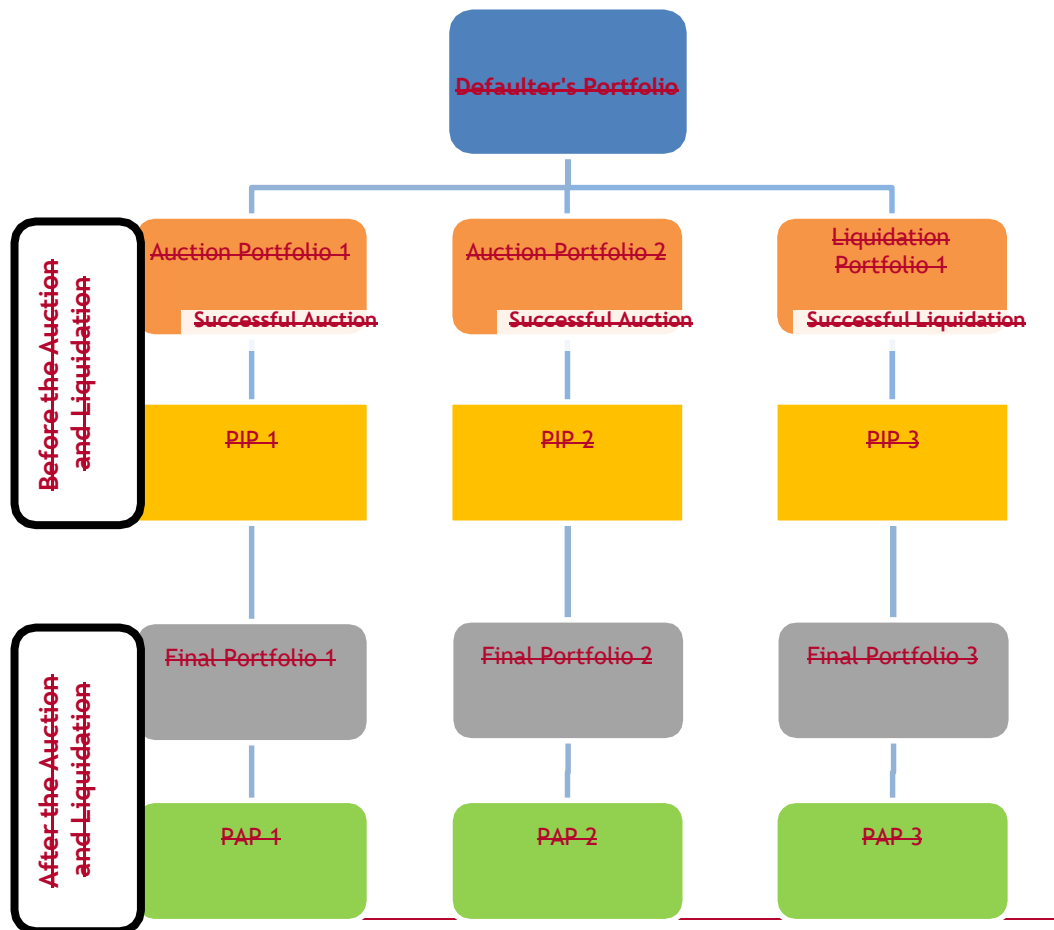 Defaulter's Portfolio
Before the Auction
and Liquidation
Auction Portfolio 1
Auction Portfolio 2
Liquidation
Portfolio 1
Successful Auction
Successful Auction
Successful Liquidation
PIP 1
PIP 2
PIP 3
After the Auction
and Liquidation
Final Portfolio 1
Final Portfolio 2
Final Portfolio 3
PAP 1
PAP 2
PAP 3